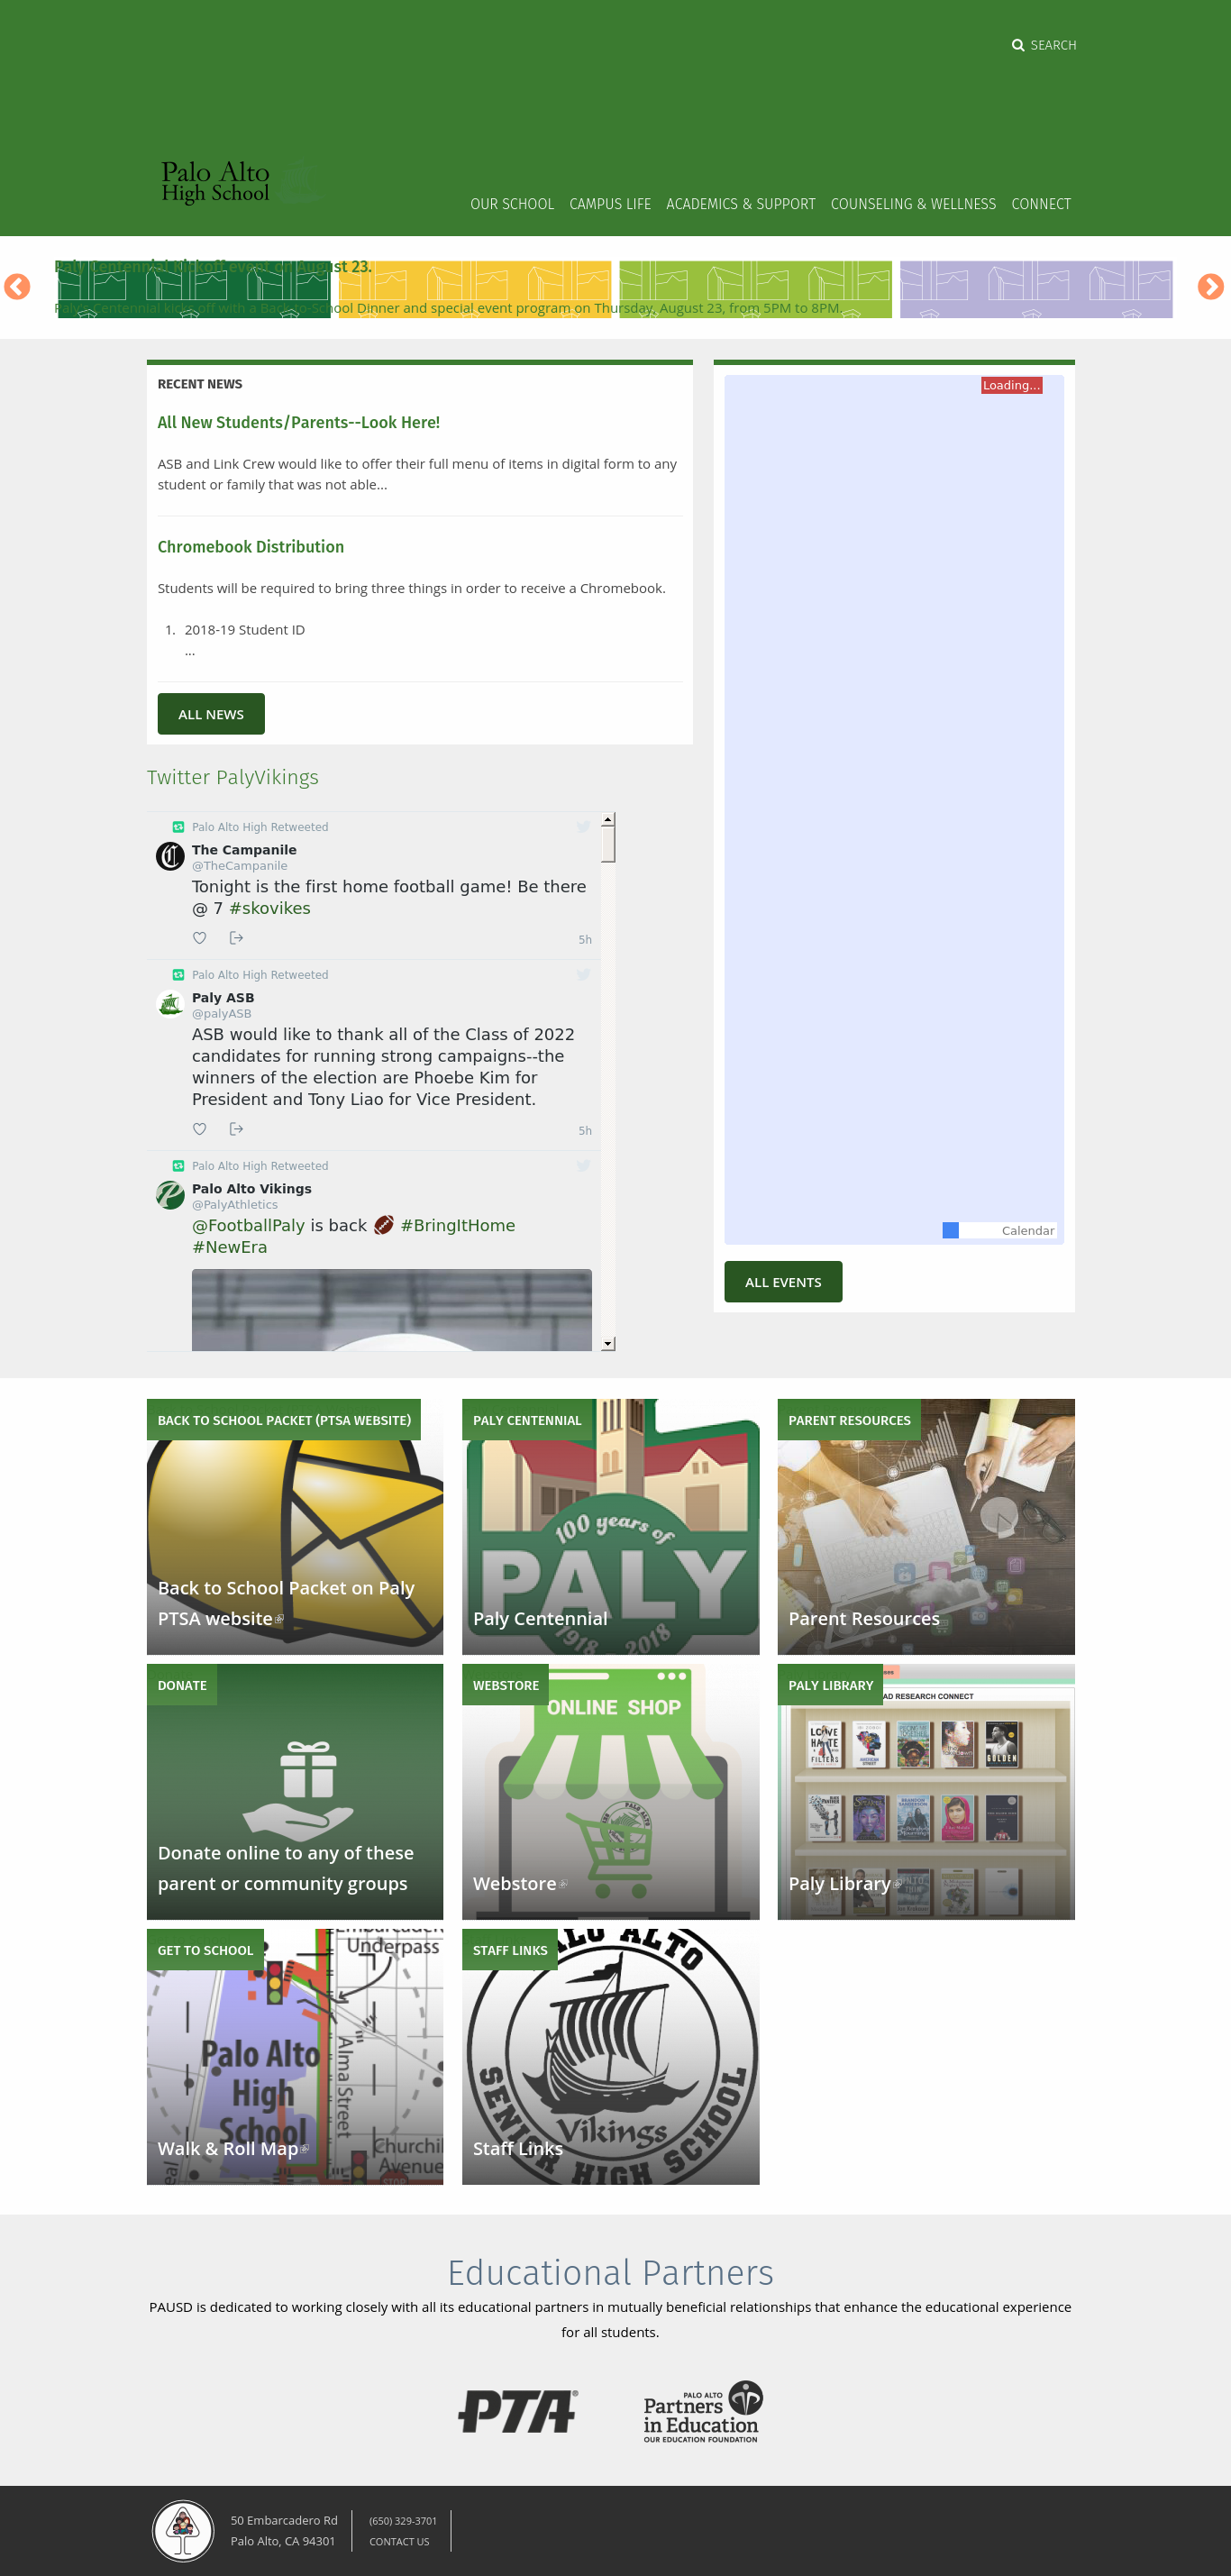 SEARCH
Palo Alto
High School
OUR SCHOOL CAMPUS LIFE ACADEMICS & SUPPORT COUNSELING & WELLNESS CONNECT
Paly Centennial Kickoff event on August 23.
Paly's Centennial kicks off with a Back-to-School Dinner and special event program on Thursday, August 23, from 5PM to 8PM.
RECENT NEWS
All New Students/Parents--Look Here!
ASB and Link Crew would like to offer their full menu of items in digital form to any
student or family that was not able...
Chromebook Distribution
Students will be required to bring three things in order to receive a Chromebook.
1. 2018-19 Student ID
...
ALL NEWS
Loading...
Calendar
ALL EVENTS
Twitter PalyVikings
Palo Alto High Retweeted
The Campanile
@TheCampanile
Tonight is the first home football game! Be there
@ 7 #skovikes
5h
Palo Alto High Retweeted
Paly ASB
@palyASB
ASB would like to thank all of the Class of 2022
candidates for running strong campaigns--the
winners of the election are Phoebe Kim for
President and Tony Liao for Vice President.
5h
Palo Alto High Retweeted
Palo Alto Vikings
@PalyAthletics
@FootballPaly is back 🏈 #BringItHome
#NewEra
BACK TO SCHOOL PACKET (PTSA WEBSITE)
Back to School Packet on Paly
PTSA website
PALY CENTENNIAL
100 years of
PALY
1918 - 2018
Paly Centennial
PARENT RESOURCES
Parent Resources
DONATE
Donate online to any of these
parent or community groups
WEBSTORE
ONLINE SHOP
PALO ALTO
Webstore
PALY LIBRARY
AD RESEARCH CONNECT
LOVE
HATE
FILTERS
GOLDEN
Paly Library
GET TO SCHOOL
Underpass
Alma Street
Palo Alto
High
School
Churchil
Avenue
STOP
Walk & Roll Map
STAFF LINKS
PALO ALTO
Vikings
SENIOR HIGH SCHOOL
Staff Links
Educational Partners
PAUSD is dedicated to working closely with all its educational partners in mutually beneficial relationships that enhance the educational experience
for all students.
PTA®
PALO ALTO
Partners
in Education
OUR EDUCATION FOUNDATION
50 Embarcadero Rd
Palo Alto, CA 94301
(650) 329-3701
CONTACT US